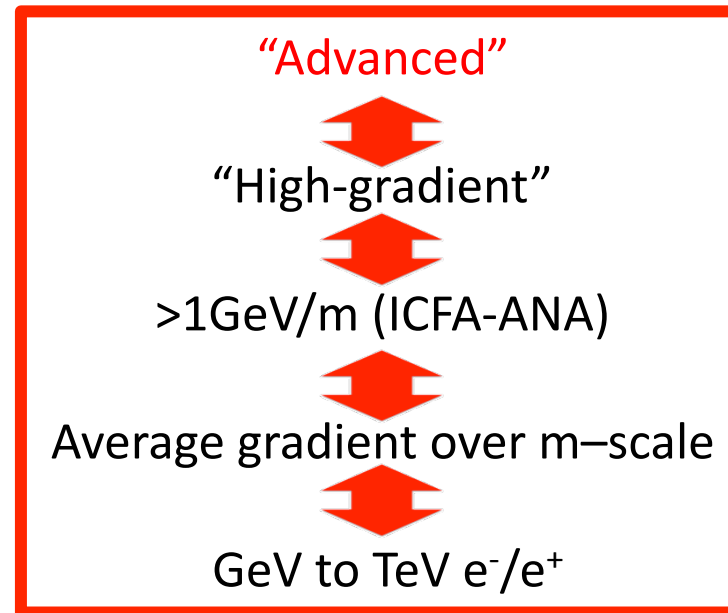 “Advanced”
“High-gradient”
>1GeV/m (ICFA-ANA)
Average gradient over m–scale
GeV to TeV e⁻/e⁺